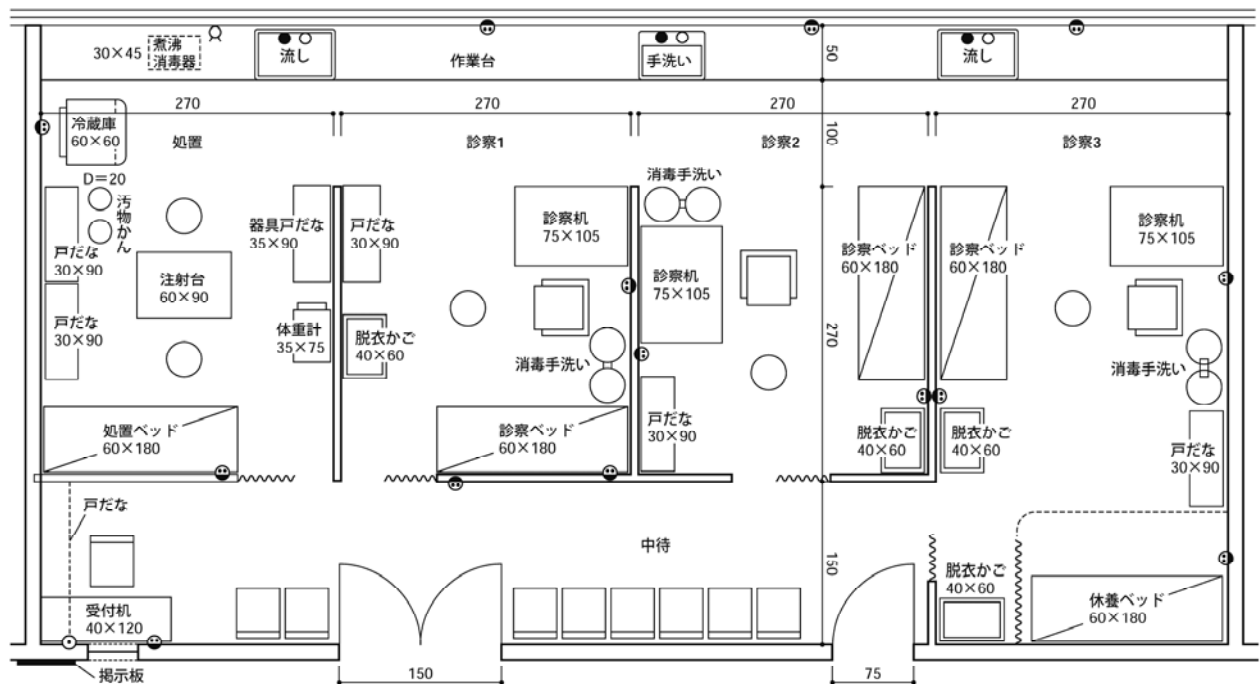 30×45
煮沸
消毒器
流し
作業台
手洗い
流し
50
270
270
270
270
冷蔵庫
60×60
処置
診察1
診察2
診察3
100
D=20
汚物かん
消毒手洗い
戸だな
30×90
器具戸だな
35×90
戸だな
30×90
診察机
75×105
診察机
75×105
診察ベッド
60×180
診察ベッド
60×180
診察机
75×105
注射台
60×90
戸だな
30×90
体重計
35×75
脱衣かご
40×60
消毒手洗い
270
消毒手洗い
処置ベッド
60×180
診察ベッド
60×180
戸だな
30×90
脱衣かご
40×60
脱衣かご
40×60
戸だな
30×90
戸だな
中待
150
脱衣かご
40×60
受付机
40×120
休養ベッド
60×180
掲示板
150
75